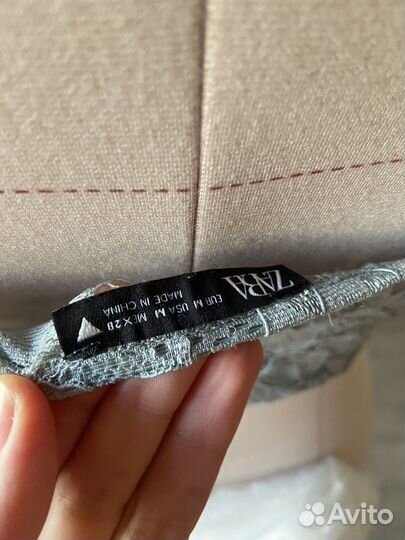 ZARA
EUR M USA M MEX 28
MADE IN CHINA
Avito